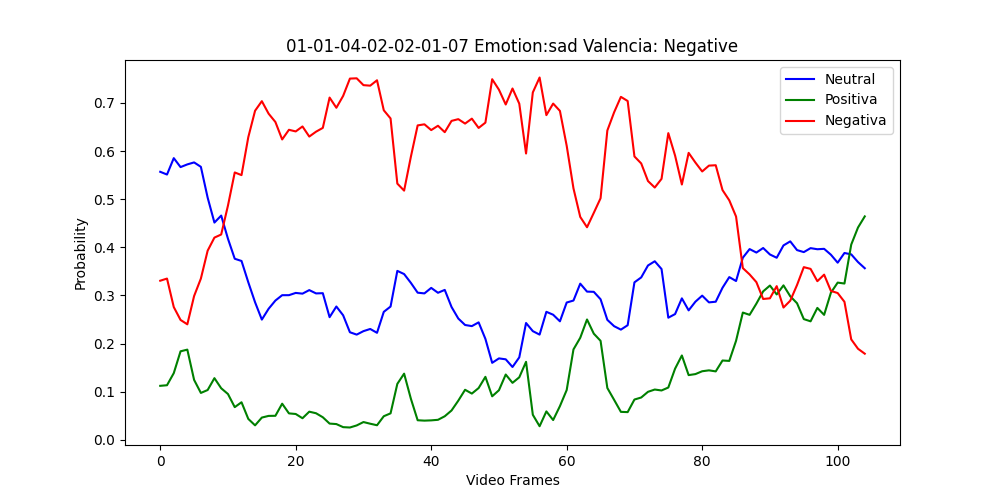 01-01-04-02-02-01-07 Emotion:sad Valencia: Negative
Neutral
Positiva
Negativa
Probability
0.7
0.6
0.5
0.4
0.3
0.2
0.1
0.0
0 20 40 60 80 100
Video Frames